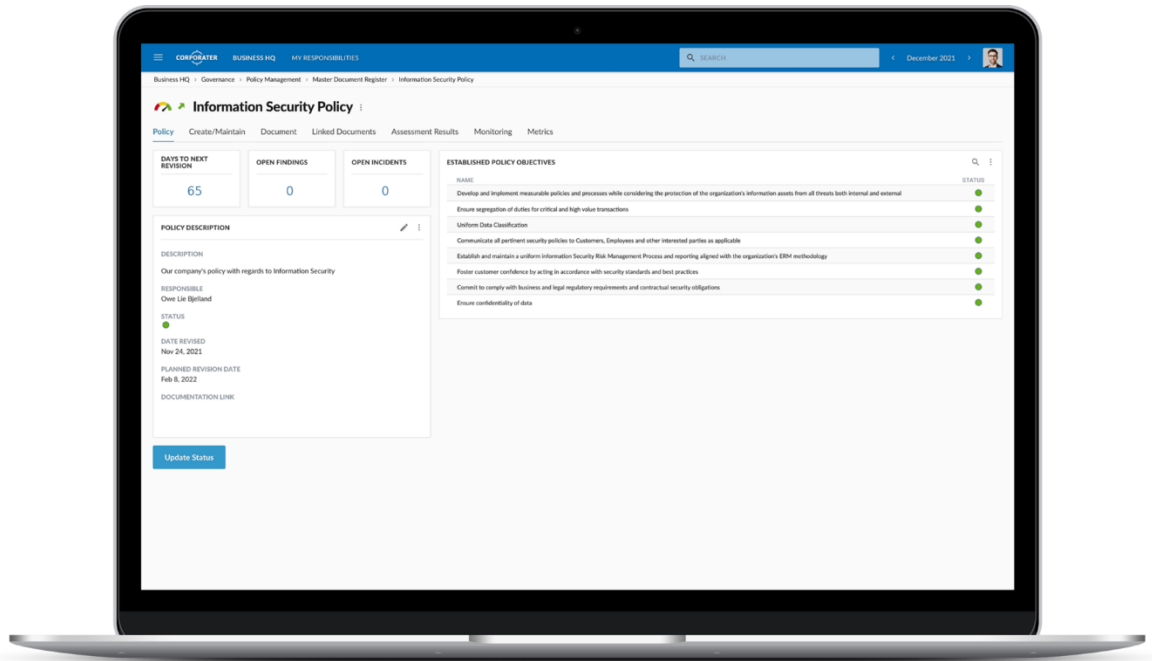 CORPORATER BUSINESS HQ MY RESPONSIBILITIES SEARCH < December 2021 >
Business HQ > Governance > Policy Management > Master Document Register > Information Security Policy
Information Security Policy
Policy Create/Maintain Document Linked Documents Assessment Results Monitoring Metrics
DAYS TO NEXT
REVISION
65
OPEN FINDINGS
0
OPEN INCIDENTS
0
POLICY DESCRIPTION
DESCRIPTION
Our company's policy with regards to Information Security
RESPONSIBLE
Owe Lie Bjelland
STATUS
DATE REVISED
Nov 24, 2021
PLANNED REVISION DATE
Feb 8, 2022
DOCUMENTATION LINK
Update Status
ESTABLISHED POLICY OBJECTIVES
NAME STATUS
Develop and implement measurable policies and processes while considering the protection of the organization's information assets from all threats both internal and external
Ensure segregation of duties for critical and high value transactions
Uniform Data Classification
Communicate all pertinent security policies to Customers, Employees and other interested parties as applicable
Establish and maintain a uniform information Security Risk Management Process and reporting aligned with the organization's ERM methodology
Foster customer confidence by acting in accordance with security standards and best practices
Commit to comply with business and legal regulatory requirements and contractual security obligations
Ensure confidentiality of data